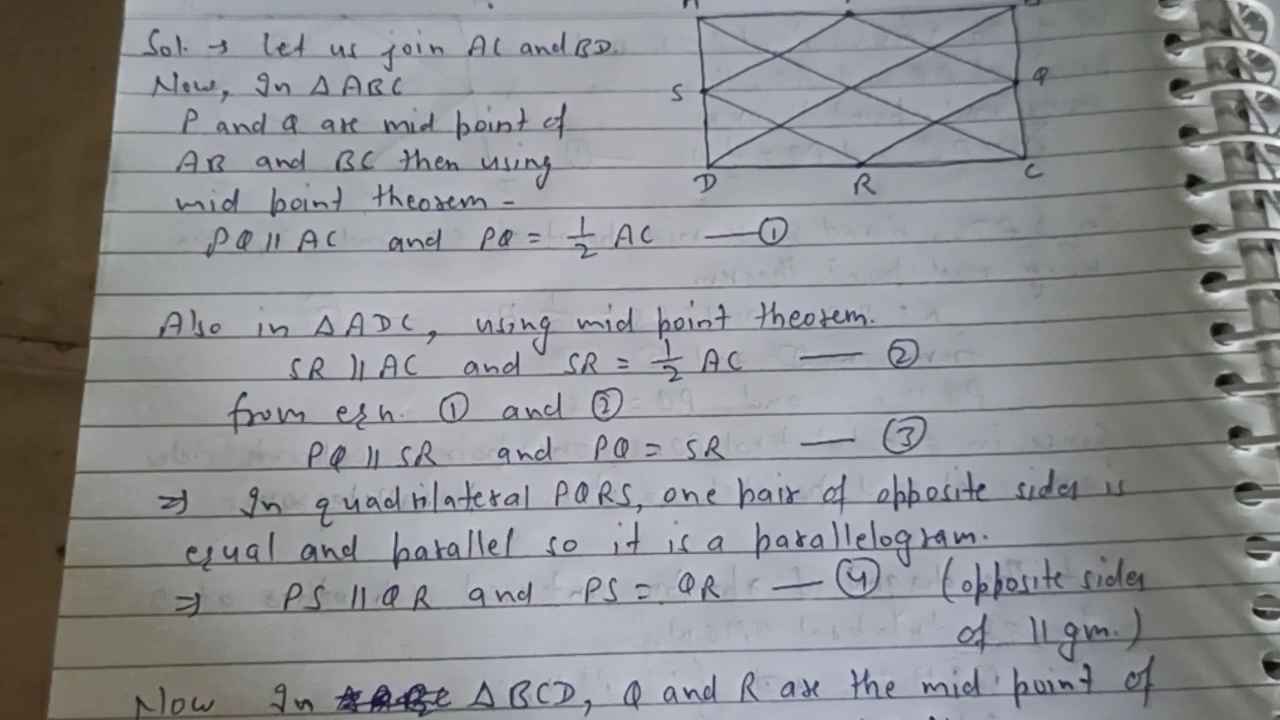 Sol. → Let us join AC and BD.
Now, In △ABC
P and Q are mid point of
AB and BC then using
mid point theorem -
PQ || AC and PQ = 1/2 AC — ①
S
Q
D
R
C
Also in △ADC, using mid point theorem.
SR || AC and SR = 1/2 AC — ②
from eqn. ① and ②
PQ || SR and PQ = SR — ③
⇒ In quadrilateral PQRS, one pair of opposite sides is
equal and parallel so it is a parallelogram.
⇒ PS || QR and PS = QR — ④ (opposite sides
of || gm.)
Now In △BCD, Q and R are the mid point of